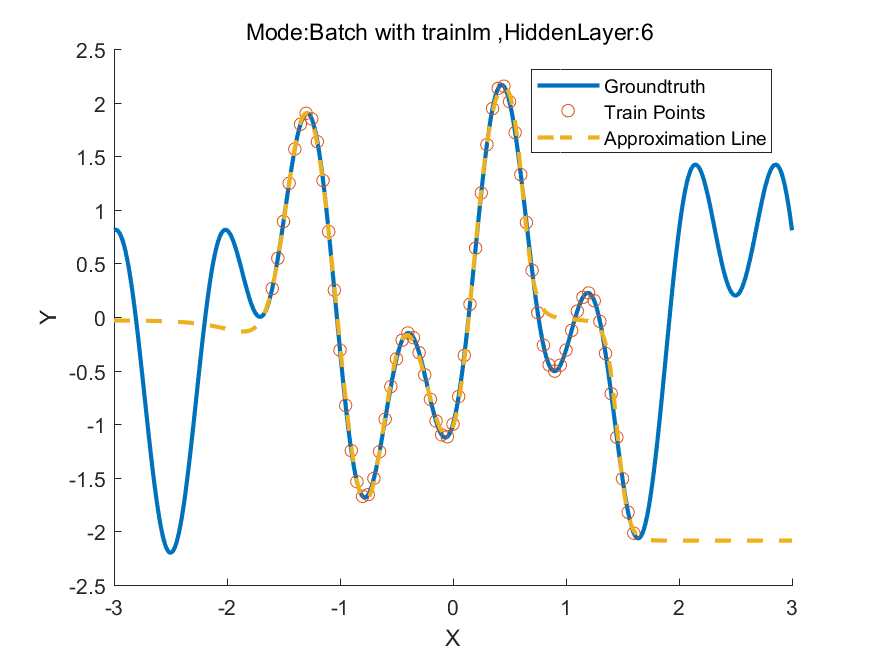 Mode:Batch with trainlm ,HiddenLayer:6
2.5
2
1.5
1
0.5
0
-0.5
-1
-1.5
-2
-2.5
Y
Groundtruth
Train Points
Approximation Line
-3 -2 -1 0 1 2 3
X